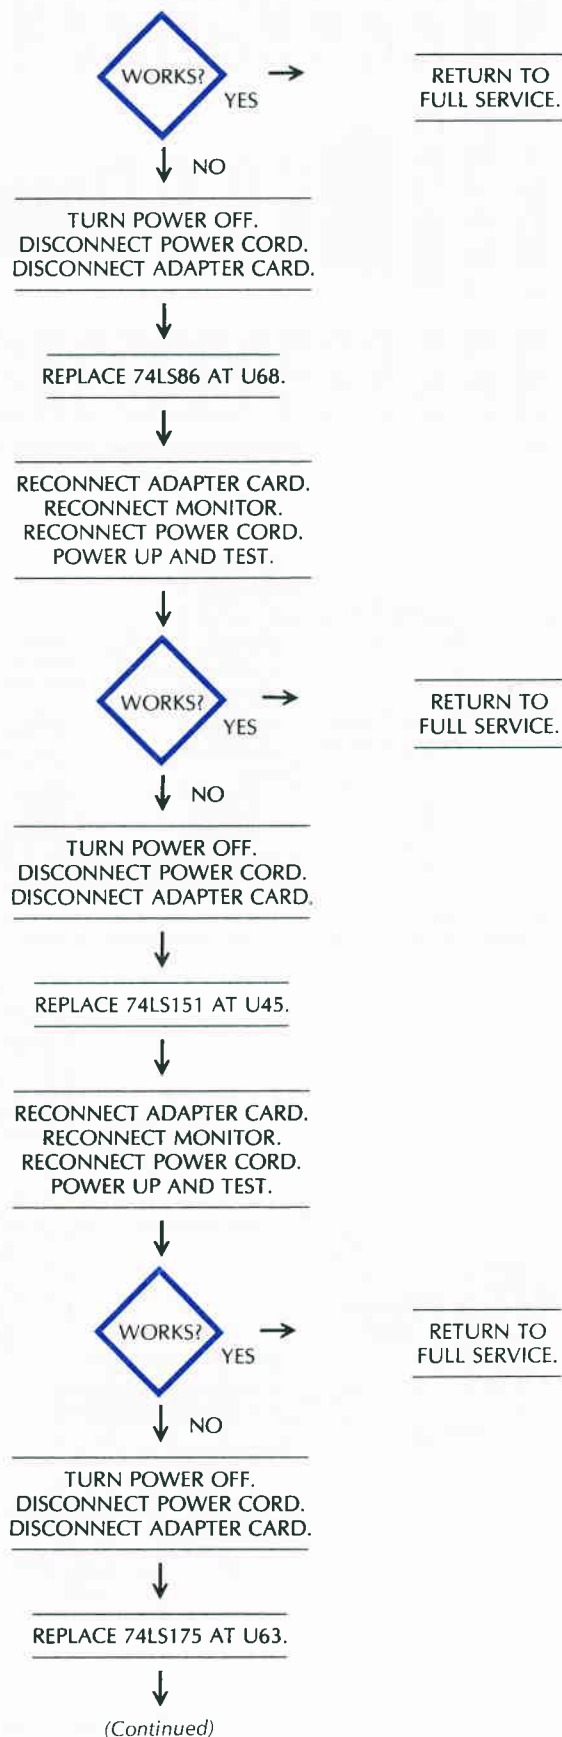 WORKS?
YES
RETURN TO
FULL SERVICE.
NO
TURN POWER OFF.
DISCONNECT POWER CORD.
DISCONNECT ADAPTER CARD.
REPLACE 74LS86 AT U68.
RECONNECT ADAPTER CARD.
RECONNECT MONITOR.
RECONNECT POWER CORD.
POWER UP AND TEST.
WORKS?
YES
RETURN TO
FULL SERVICE.
NO
TURN POWER OFF.
DISCONNECT POWER CORD.
DISCONNECT ADAPTER CARD.
REPLACE 74LS151 AT U45.
RECONNECT ADAPTER CARD.
RECONNECT MONITOR.
RECONNECT POWER CORD.
POWER UP AND TEST.
WORKS?
YES
RETURN TO
FULL SERVICE.
NO
TURN POWER OFF.
DISCONNECT POWER CORD.
DISCONNECT ADAPTER CARD.
REPLACE 74LS175 AT U63.
(Continued)